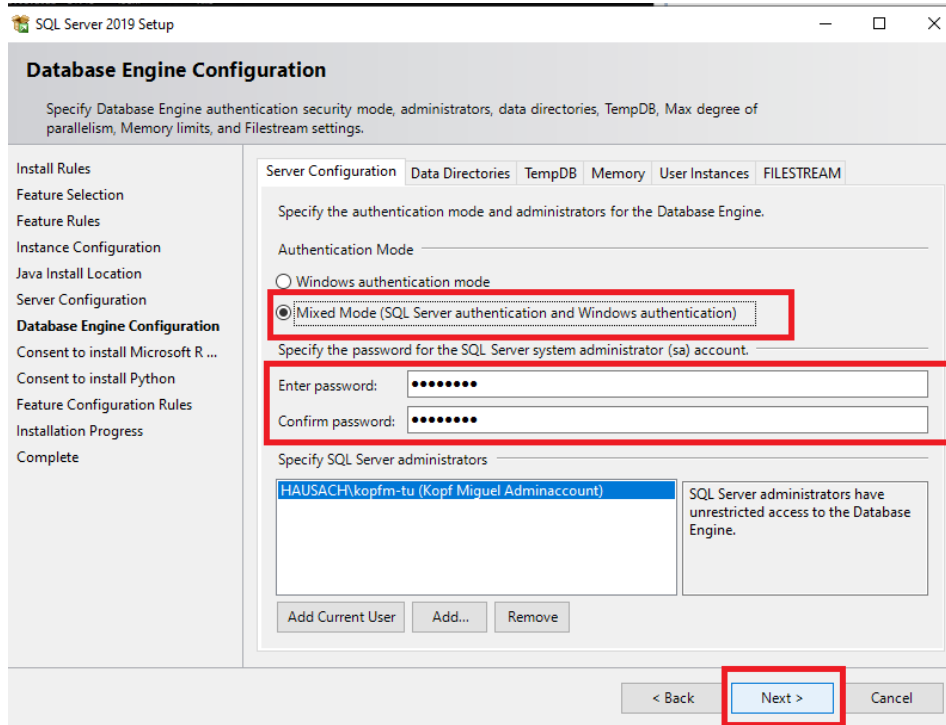 SQL Server 2019 Setup
Database Engine Configuration
Specify Database Engine authentication security mode, administrators, data directories, TempDB, Max degree of
parallelism, Memory limits, and Filestream settings.
Install Rules
Feature Selection
Feature Rules
Instance Configuration
Java Install Location
Server Configuration
Database Engine Configuration
Consent to install Microsoft R ...
Consent to install Python
Feature Configuration Rules
Installation Progress
Complete
Server Configuration Data Directories TempDB Memory User Instances FILESTREAM
Specify the authentication mode and administrators for the Database Engine.
Authentication Mode
Windows authentication mode
Mixed Mode (SQL Server authentication and Windows authentication)
Specify the password for the SQL Server system administrator (sa) account.
Enter password: ●●●●●●●●
Confirm password: ●●●●●●●●
Specify SQL Server administrators
HAUSACH\kopfm-tu (Kopf Miguel Adminaccount)
SQL Server administrators have
unrestricted access to the Database
Engine.
Add Current User Add... Remove
< Back Next > Cancel